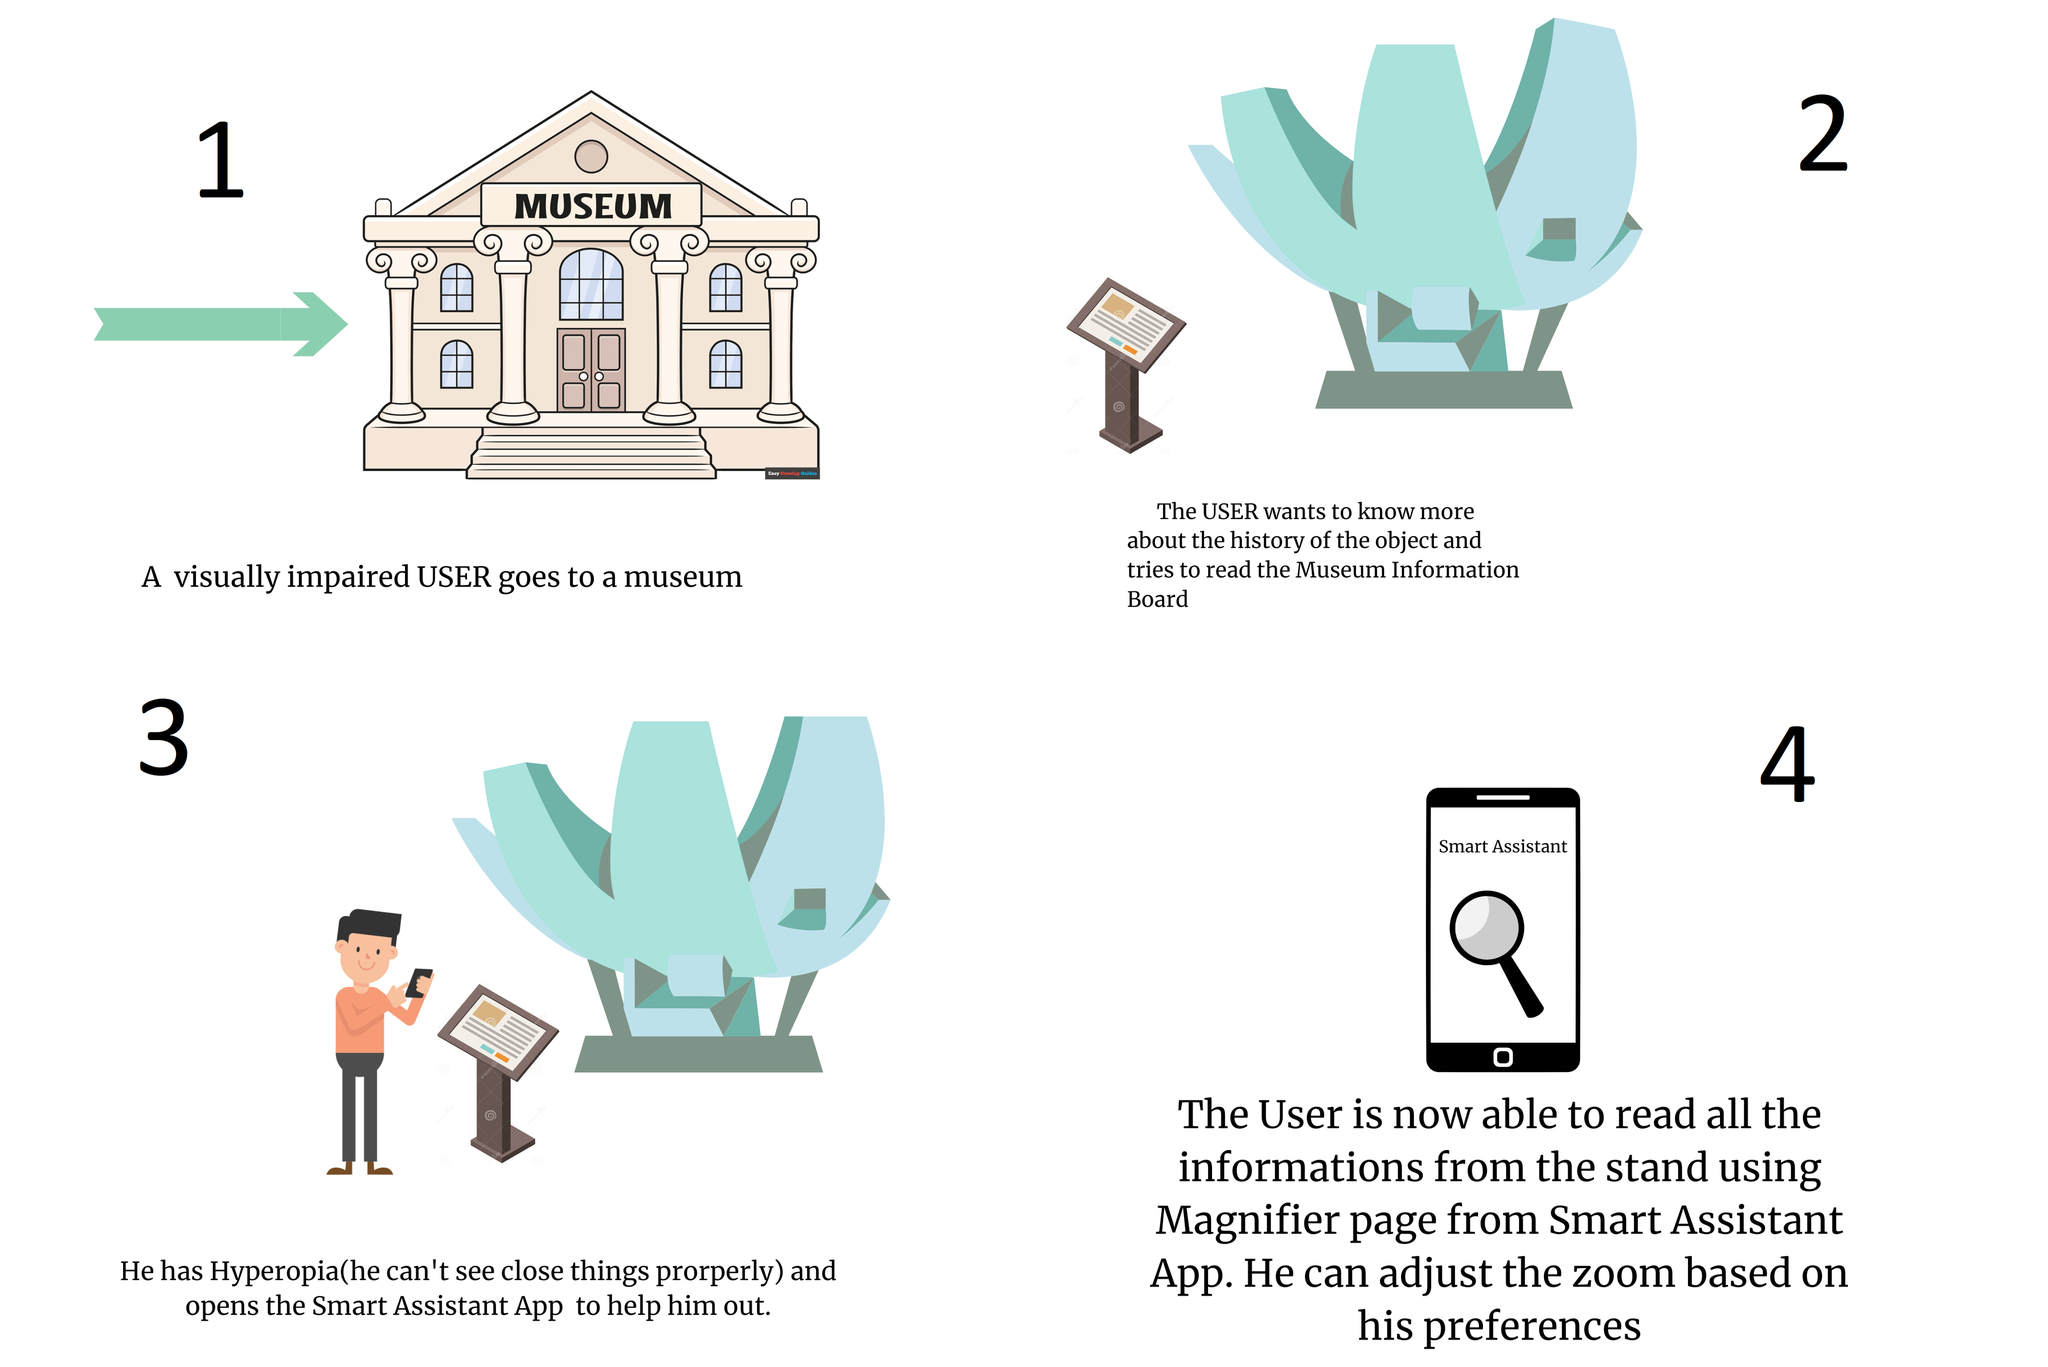 1
MUSEUM
Easy Drawing Guides
A  visually impaired USER goes to a museum
2
The USER wants to know more
about the history of the object and
tries to read the Museum Information
Board
3
He has Hyperopia(he can't see close things prorperly) and
opens the Smart Assistant App  to help him out.
4
Smart Assistant
The User is now able to read all the
informations from the stand using
Magnifier page from Smart Assistant
App. He can adjust the zoom based on
his preferences